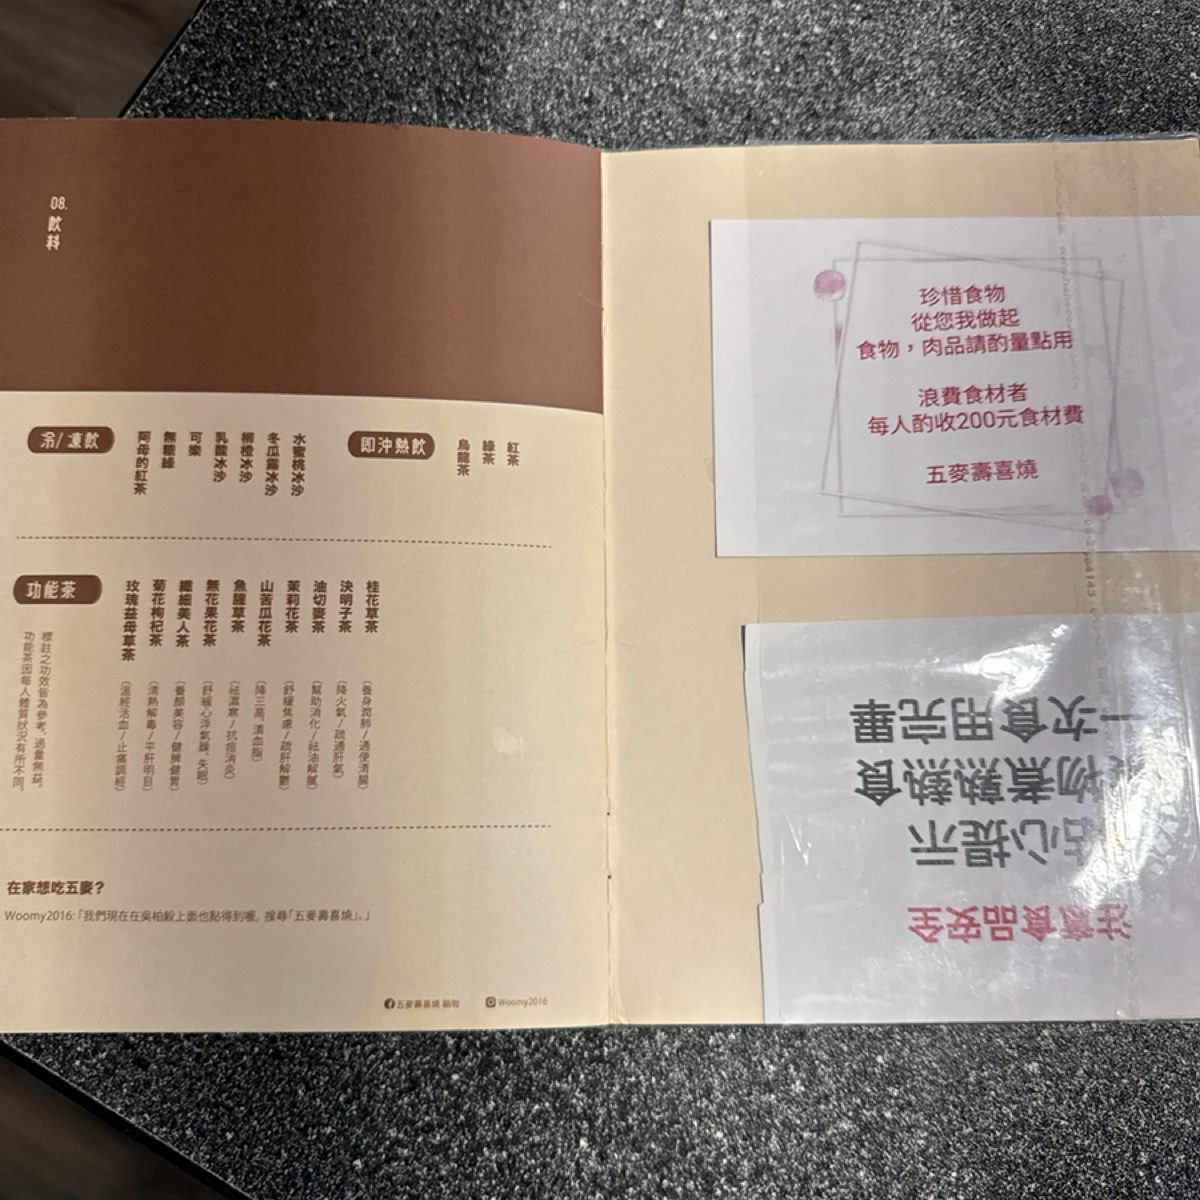 08.
飲料
冷/凍飲
阿母的紅茶
無糖綠
可樂
乳酸冰沙
柳橙冰沙
冬瓜露冰沙
水蜜桃冰沙
即沖熱飲
烏龍茶
綠茶
紅茶
功能茶
標註之功效皆為參考，過量無益。
功能茶因每人體質狀況有所不同，
玫瑰益母草茶（溫經活血/止痛調經）
菊花枸杞茶（清熱解毒/平肝明目）
纖細美人茶（養顏美容/健脾健胃）
無花果花茶（舒緩心浮氣躁、失眠）
魚腥草茶（祛濕寒/抗痘消炎）
山苦瓜花茶（降三高，清血脂）
茉莉花茶（舒緩焦慮/疏肝解鬱）
油切麥茶（幫助消化/祛油解膩）
決明子茶（降火氣/疏通肝氣）
桂花草茶（養身潤肺/通便清腸）
在家想吃五麥？
Woomy2016:「我們現在在吳柏毅上面也點得到喔，搜尋「五麥壽喜燒」。」
五麥壽喜燒 鍋物
Woomy2016
珍惜食物
從您我做起
食物，肉品請酌量點用
浪費食材者
每人酌收200元食材費
五麥壽喜燒
注意食品安全
心提示
物煮熟熱食
一次食用完畢